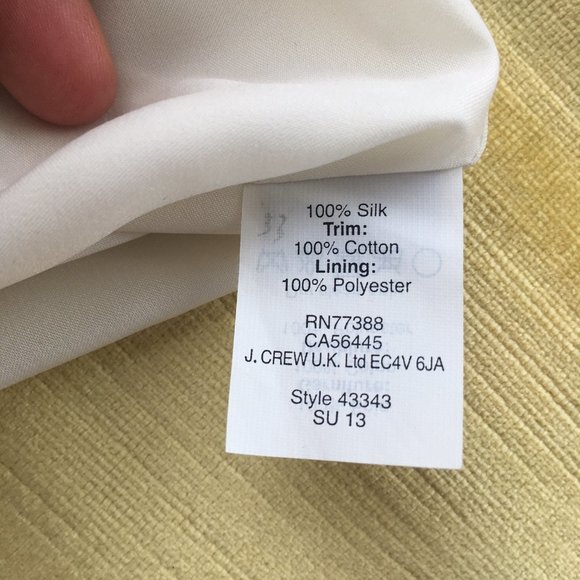 100% Silk
Trim:
100% Cotton
Lining:
100% Polyester
RN77388
CA56445
J. CREW U.K. Ltd EC4V 6JA
Style 43343
SU 13